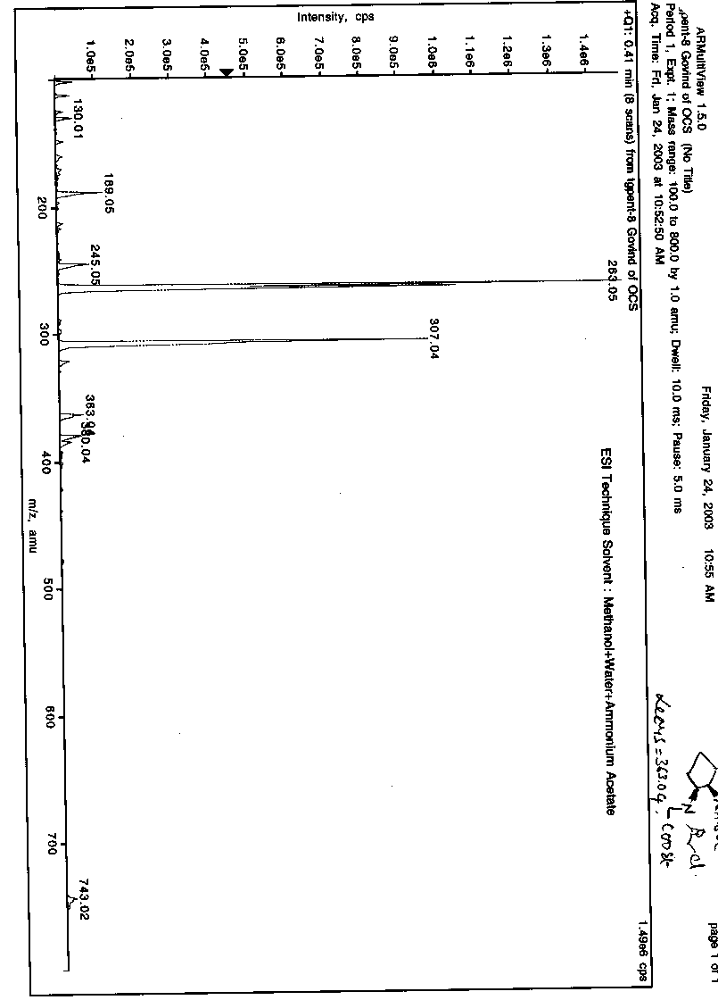 ARMultiView 1.5.0
Friday, January 24, 2003 10:55 AM
page 1 of 1
pent-8 Govind of OCS (No Title)
Period 1, Expt. 1; Mass range: 100.0 to 800.0 by 1.0 amu; Dwell: 10.0 ms; Pause: 5.0 ms
Acq. Time: Fri, Jan 24, 2003 at 10:52:50 AM
N
= 363.04
+Q1: 0.41 min (8 scans) from tgpent-8 Govind of OCS
1.49e6 cps
ESI Technique Solvent : Methanol+Water+Ammonium Acetate
Intensity, cps
1.4e6
1.3e6
1.2e6
1.1e6
1.0e6
9.0e5
8.0e5
7.0e5
6.0e5
5.0e5
4.0e5
3.0e5
2.0e5
1.0e5
263.05
307.04
189.05
245.05
130.01
363.04
380.04
743.02
200
300
400
500
600
700
m/z, amu